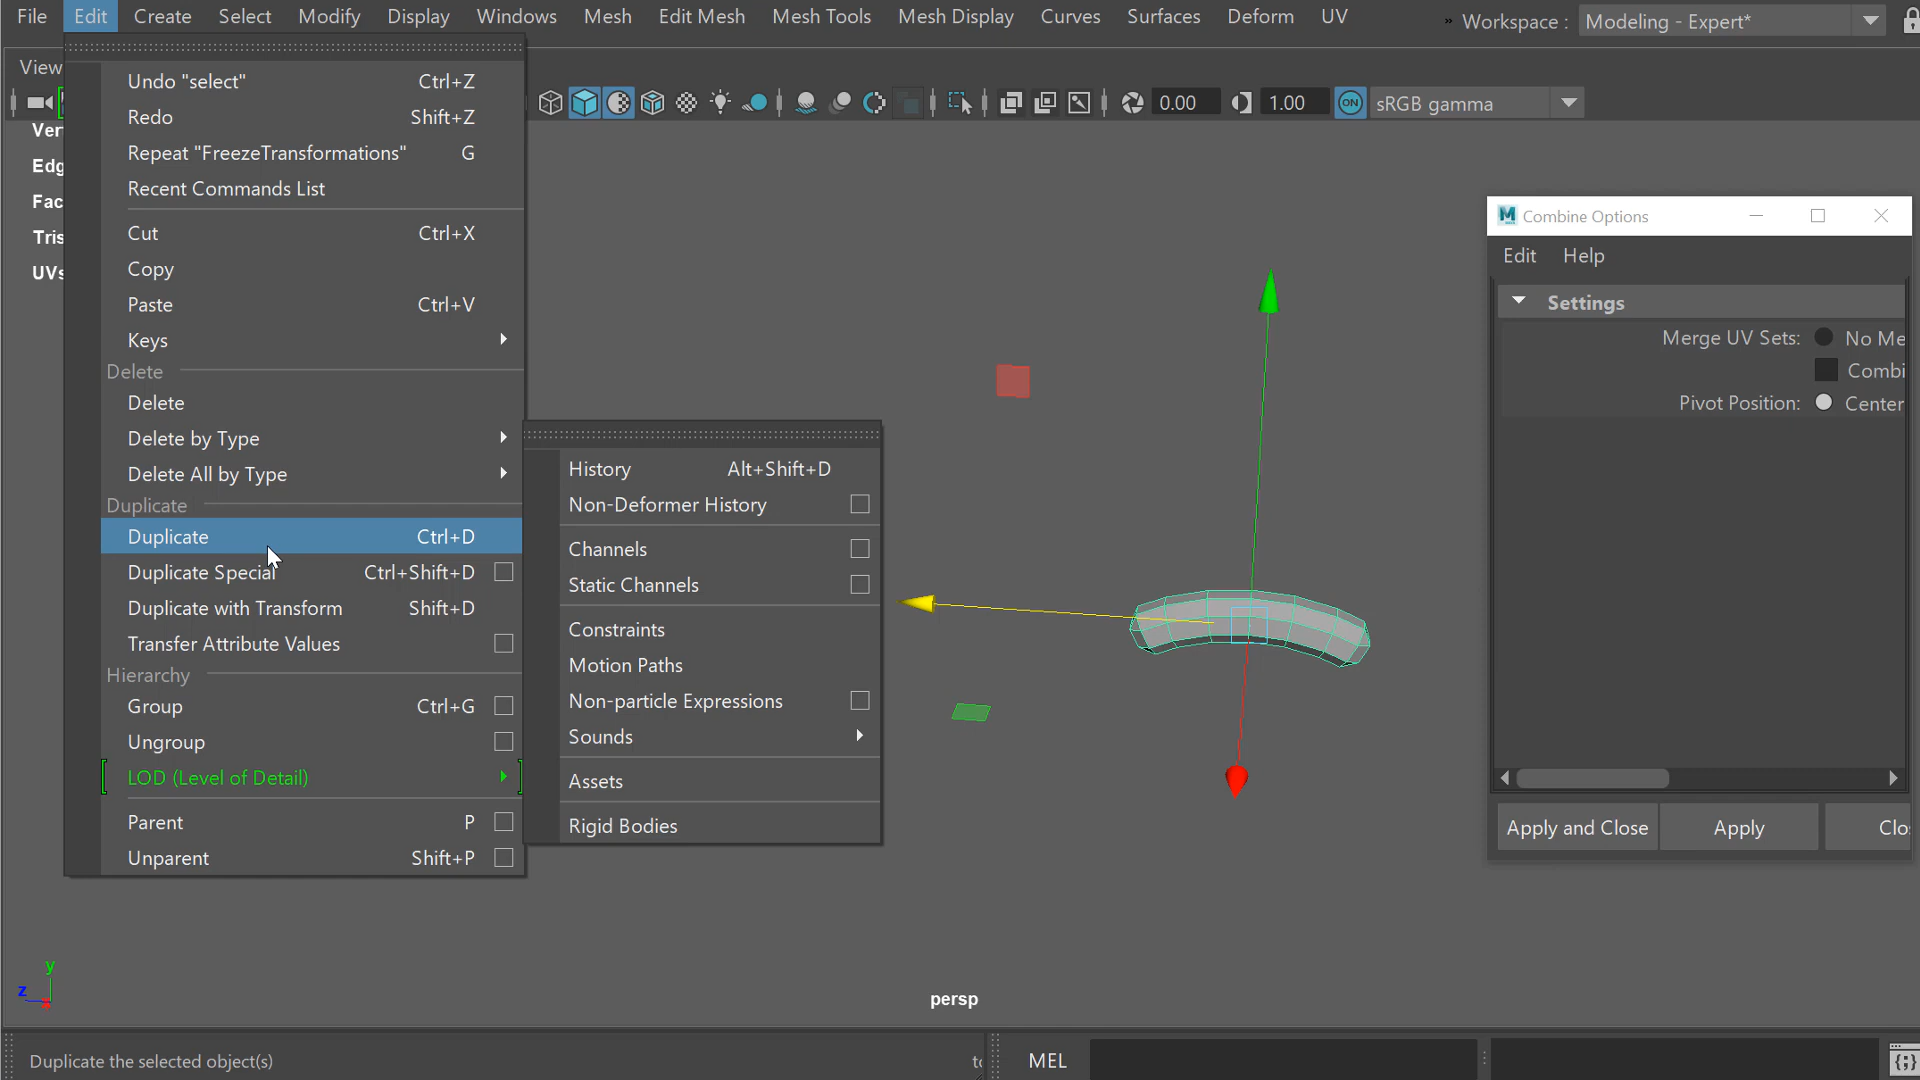 File Edit Create Select Modify Display Windows Mesh Edit Mesh Mesh Tools Mesh Display Curves Surfaces Deform UV » Workspace : Modeling - Expert*
View
0.00 1.00 ON sRGB gamma
Undo "select" Ctrl+Z
Redo Shift+Z
Repeat "FreezeTransformations" G
Recent Commands List
Cut Ctrl+X
Copy
Paste Ctrl+V
Keys
Delete
Delete
Delete by Type
Delete All by Type
Duplicate
Duplicate Ctrl+D
Duplicate Special Ctrl+Shift+D
Duplicate with Transform Shift+D
Transfer Attribute Values
Hierarchy
Group Ctrl+G
Ungroup
LOD (Level of Detail)
Parent P
Unparent Shift+P
Ver
Edg
Fac
Tris
UVs
History Alt+Shift+D
Non-Deformer History
Channels
Static Channels
Constraints
Motion Paths
Non-particle Expressions
Sounds
Assets
Rigid Bodies
M Combine Options
Edit Help
Settings
Merge UV Sets: No Me
Combi
Pivot Position: Center
Apply and Close Apply Clo
y
z
persp
Duplicate the selected object(s) to MEL